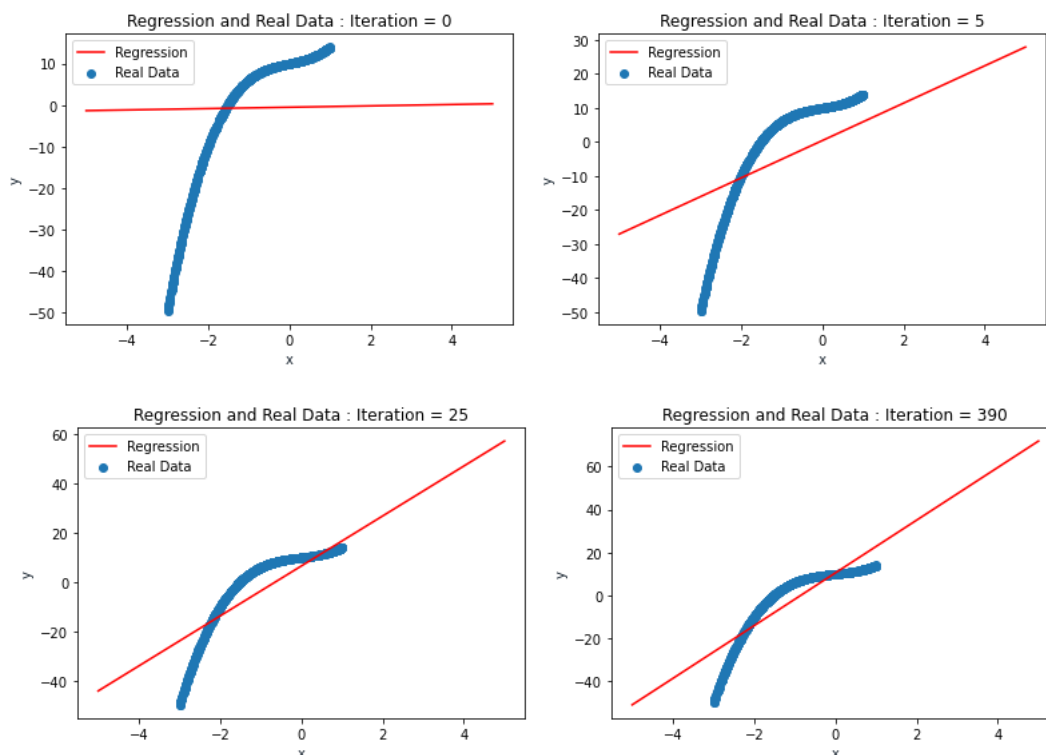 Regression and Real Data : Iteration = 0
Regression
Real Data
10
0
−10
−20
−30
−40
−50
y
−4
−2
0
2
4
x
Regression and Real Data : Iteration = 5
Regression
Real Data
30
20
10
0
−10
−20
−30
−40
−50
y
−4
−2
0
2
4
x
Regression and Real Data : Iteration = 25
Regression
Real Data
60
40
20
0
−20
−40
y
−4
−2
0
2
4
x
Regression and Real Data : Iteration = 390
Regression
Real Data
60
40
20
0
−20
−40
y
−4
−2
0
2
4
x